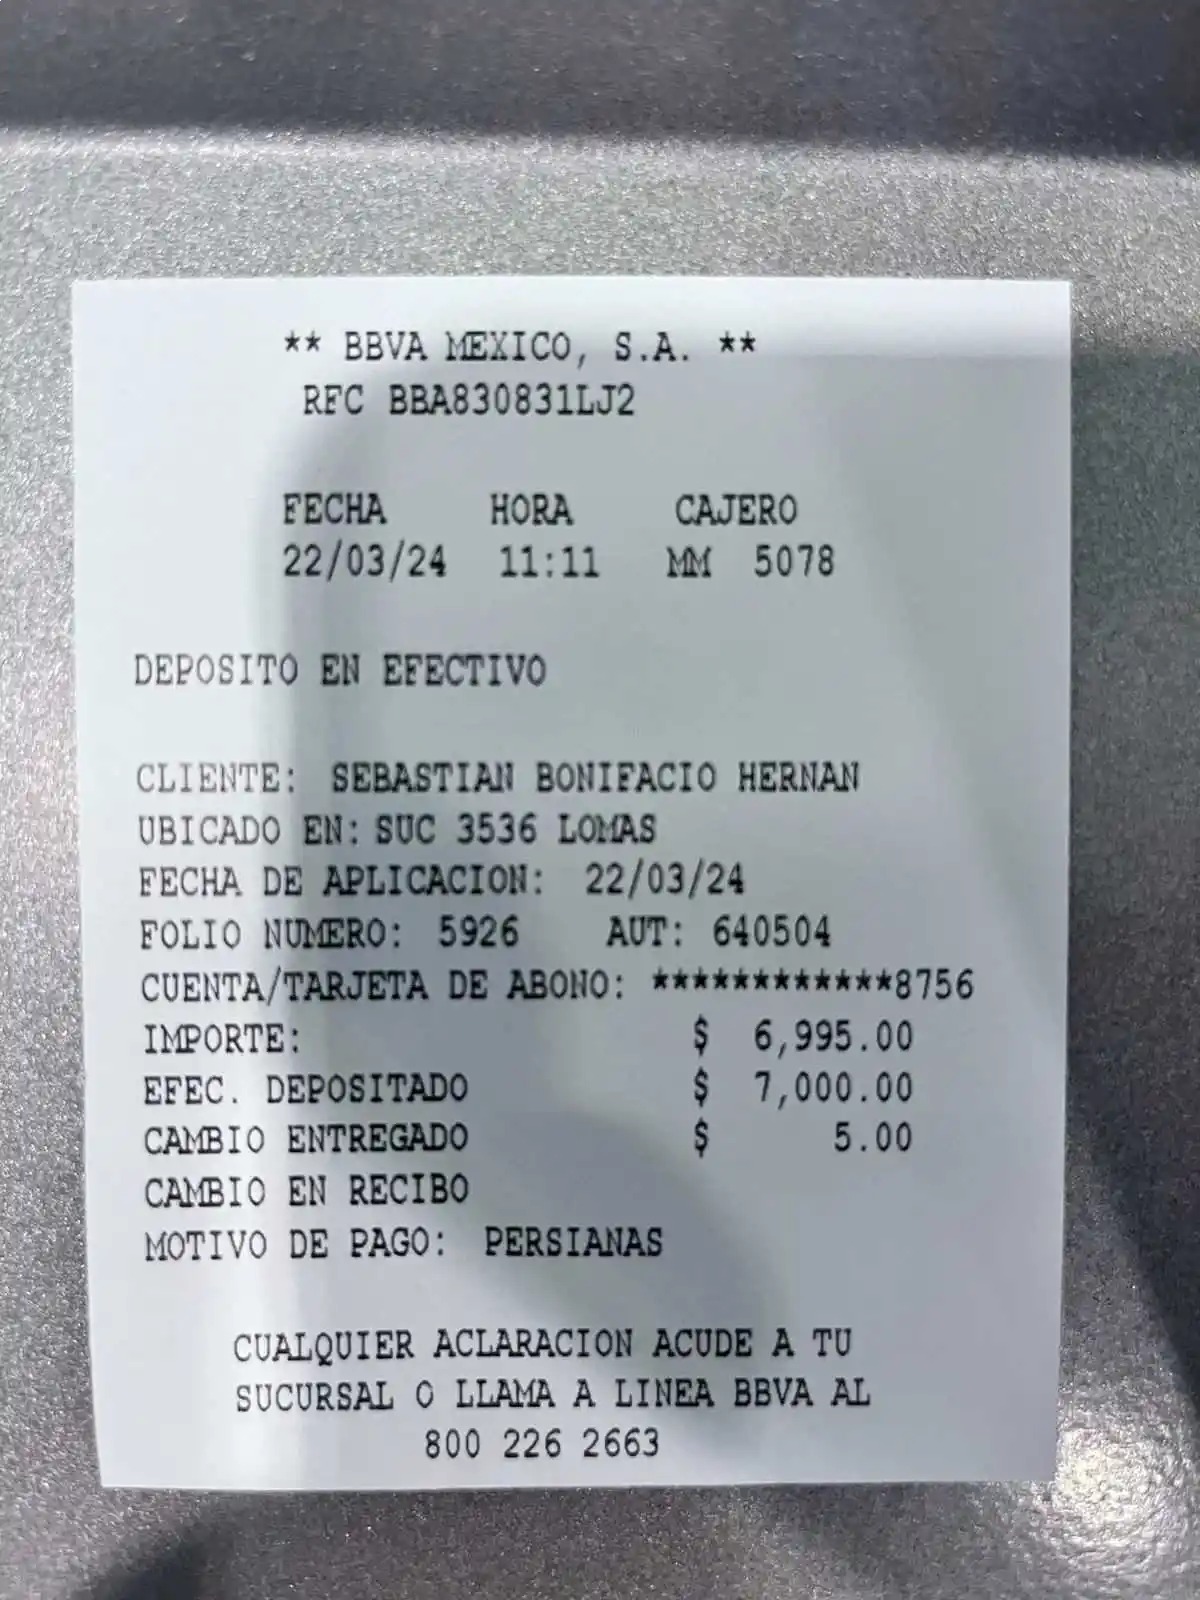 ** BBVA MEXICO, S.A. **
RFC BBA830831LJ2
FECHA HORA CAJERO
22/03/24 11:11 MM 5078
DEPOSITO EN EFECTIVO
CLIENTE: SEBASTIAN BONIFACIO HERNAN
UBICADO EN: SUC 3536 LOMAS
FECHA DE APLICACION: 22/03/24
FOLIO NUMERO: 5926 AUT: 640504
CUENTA/TARJETA DE ABONO: ************8756
IMPORTE: $ 6,995.00
EFEC. DEPOSITADO $ 7,000.00
CAMBIO ENTREGADO $ 5.00
CAMBIO EN RECIBO
MOTIVO DE PAGO: PERSIANAS
CUALQUIER ACLARACION ACUDE A TU
SUCURSAL O LLAMA A LINEA BBVA AL
800 226 2663